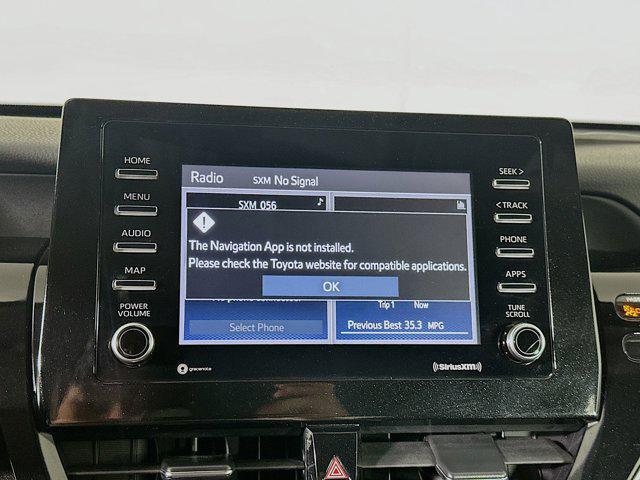 HOME
MENU
AUDIO
MAP
POWER
VOLUME
Radio SXM No Signal
SXM 056
The Navigation App is not installed.
Please check the Toyota website for compatible applications.
OK
Select Phone
Trip 1 Now
Previous Best 35.3 MPG
SEEK >
< TRACK
PHONE
APPS
TUNE
SCROLL
gracenote
((SiriusXM))